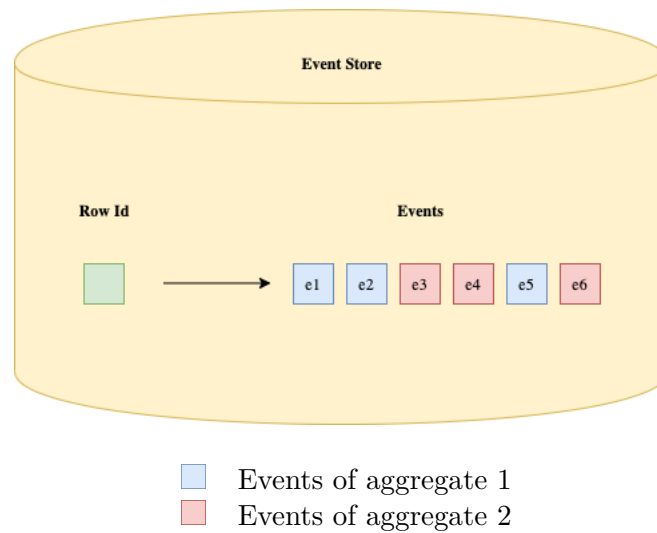 Event Store
Row Id Events
e1 e2 e3 e4 e5 e6
Events of aggregate 1
Events of aggregate 2